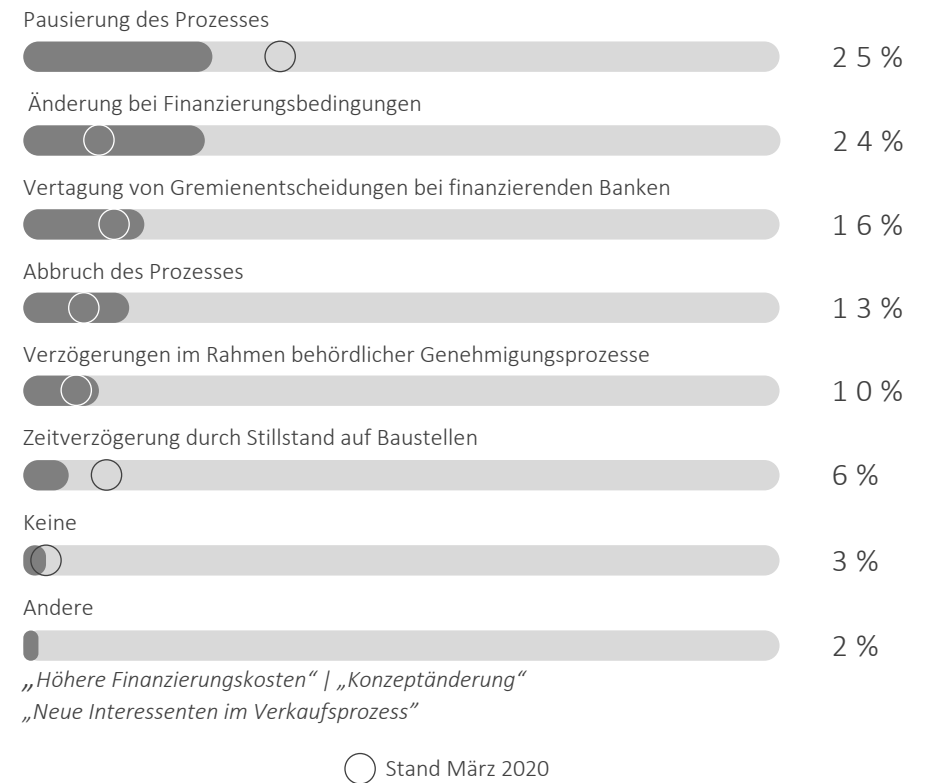 Pausierung des Prozesses
25%
Änderung bei Finanzierungsbedingungen
24%
Vertagung von Gremienentscheidungen bei finanzierenden Banken
16%
Abbruch des Prozesses
13%
Verzögerungen im Rahmen behördlicher Genehmigungsprozesse
10%
Zeitverzögerung durch Stillstand auf Baustellen
6%
Keine
3%
Andere
2%
„Höhere Finanzierungskosten“ | „Konzeptänderung“
„Neue Interessenten im Verkaufsprozess”
Stand März 2020